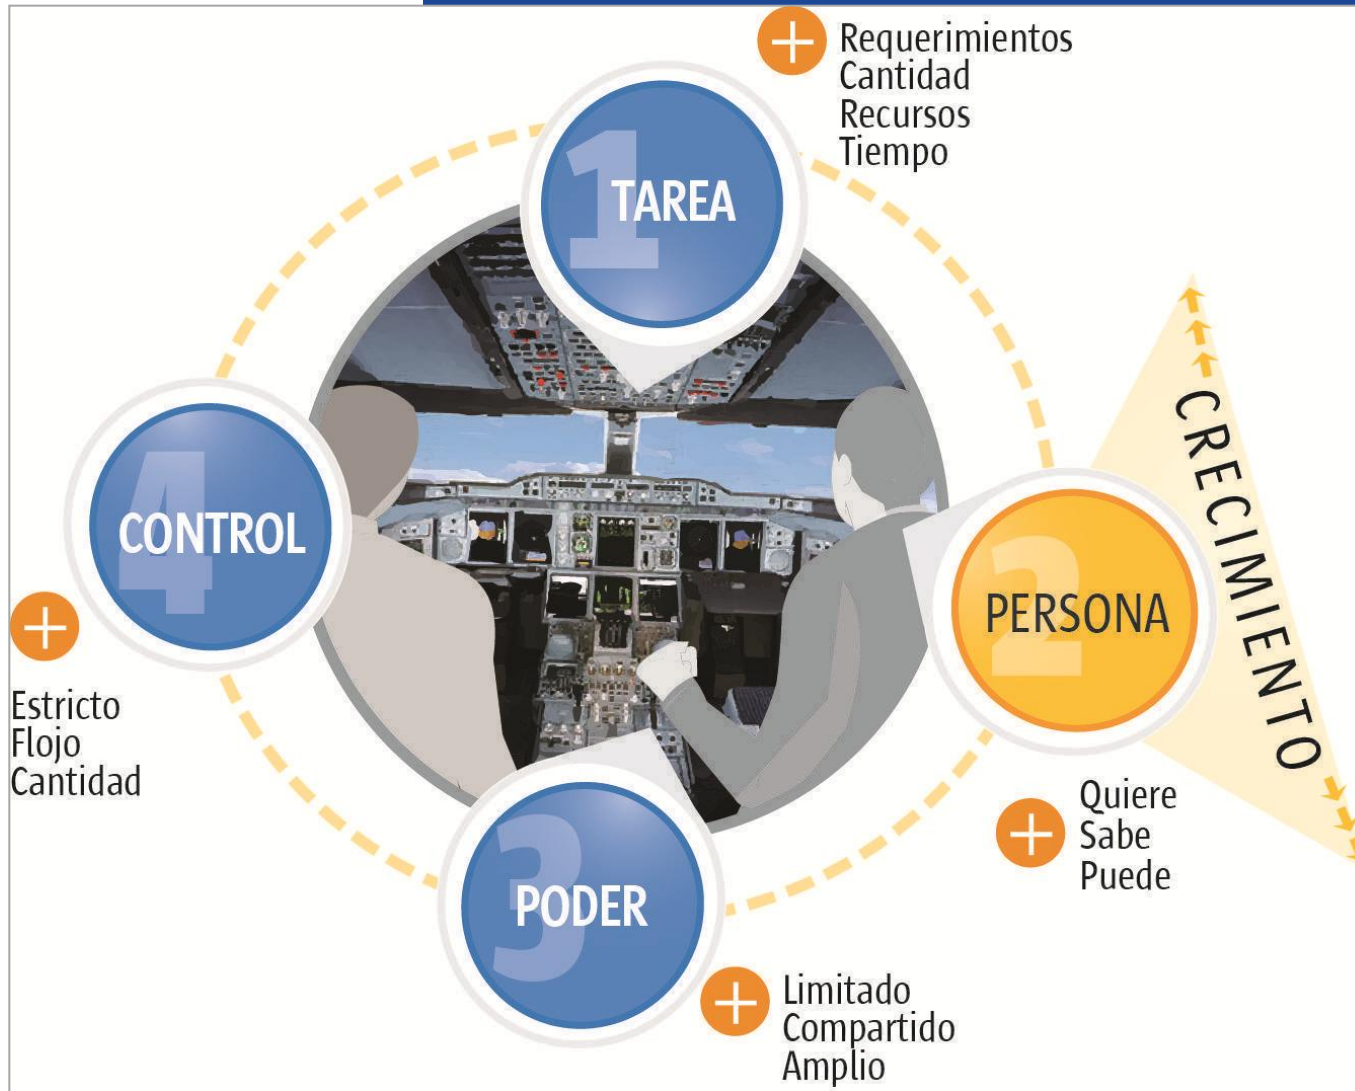 Requerimientos
Cantidad
Recursos
Tiempo
1
TAREA
CRECIMIENTO
2
PERSONA
Quiere
Sabe
Puede
3
PODER
Limitado
Compartido
Amplio
4
CONTROL
Estricto
Flojo
Cantidad